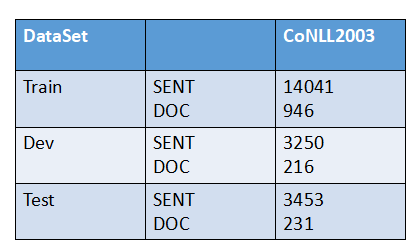 DataSet CoNLL2003
Train SENT 14041
DOC 946
Dev SENT 3250
DOC 216
Test SENT 3453
DOC 231